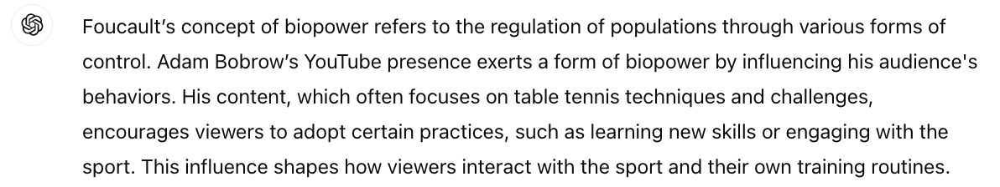 Foucault’s concept of biopower refers to the regulation of populations through various forms of
control. Adam Bobrow’s YouTube presence exerts a form of biopower by influencing his audience's
behaviors. His content, which often focuses on table tennis techniques and challenges,
encourages viewers to adopt certain practices, such as learning new skills or engaging with the
sport. This influence shapes how viewers interact with the sport and their own training routines.